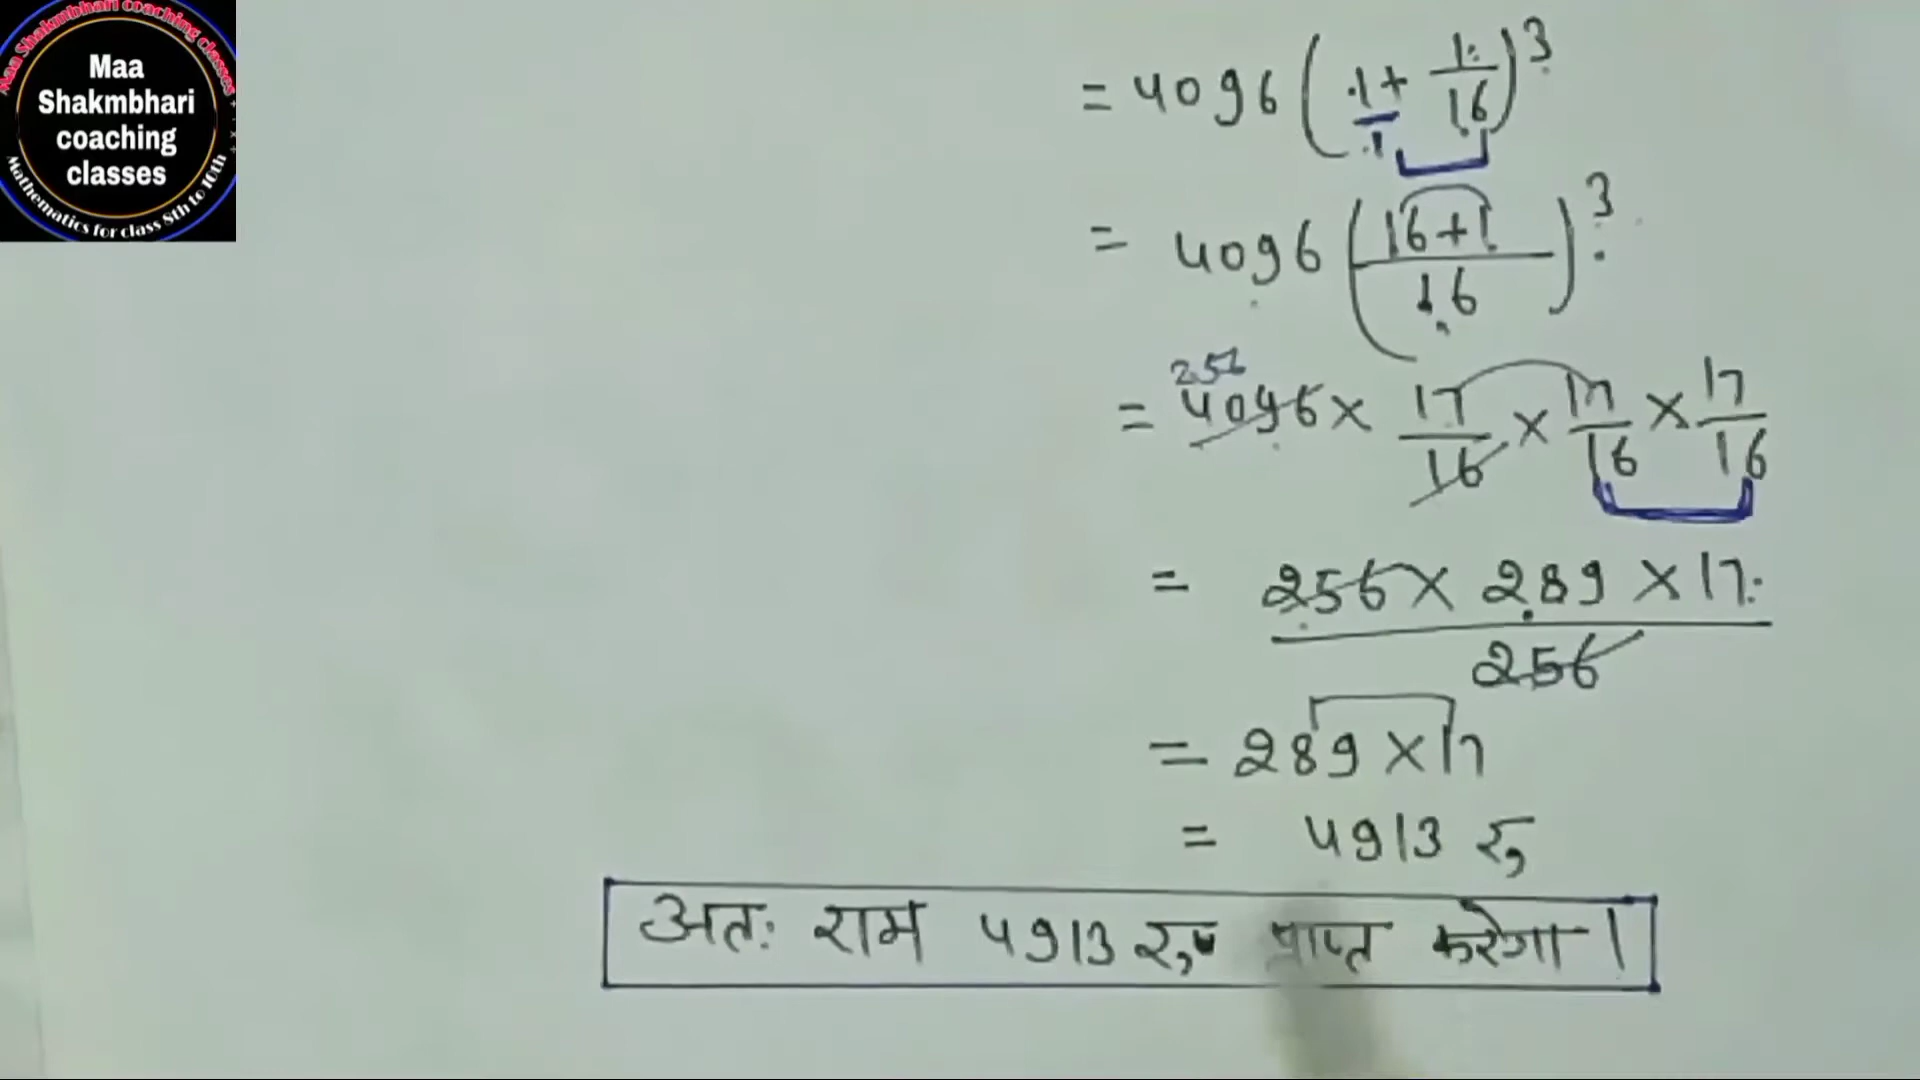 Maa Shakmbhari coaching classes
Maa
Shakmbhari
coaching
classes
Mathematics for class 8th to 10th
= 4096 ( 1/1 + 1/16 )³
= 4096 ( 16+1 / 16 )³
256
= 4096 × 17/16 × 17/16 × 17/16
= 256 × 289 × 17
256
= 289 × 17
= 4913 रु
अतः राम 4913 रु प्राप्त करेगा।